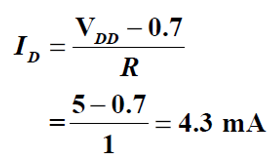 I_D = (V_DD − 0.7) / R
= (5 − 0.7) / 1 = 4.3 mA